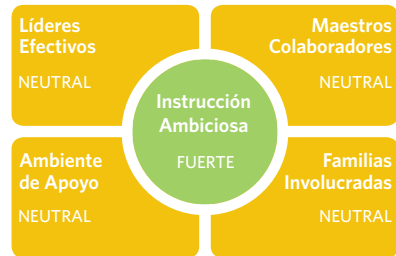 Líderes
Efectivos
NEUTRAL
Maestros
Colaboradores
NEUTRAL
Instrucción
Ambiciosa
FUERTE
Ambiente
de Apoyo
NEUTRAL
Familias
Involucradas
NEUTRAL